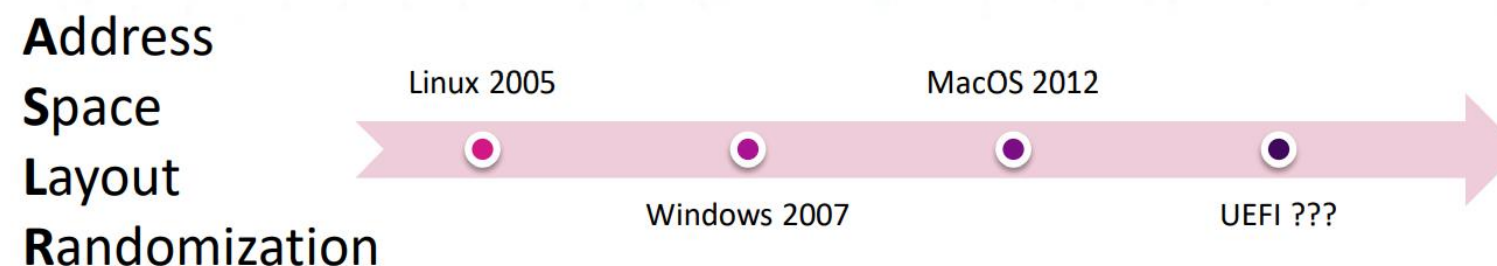 Address
Space
Layout
Randomization
Linux 2005
Windows 2007
MacOS 2012
UEFI ???